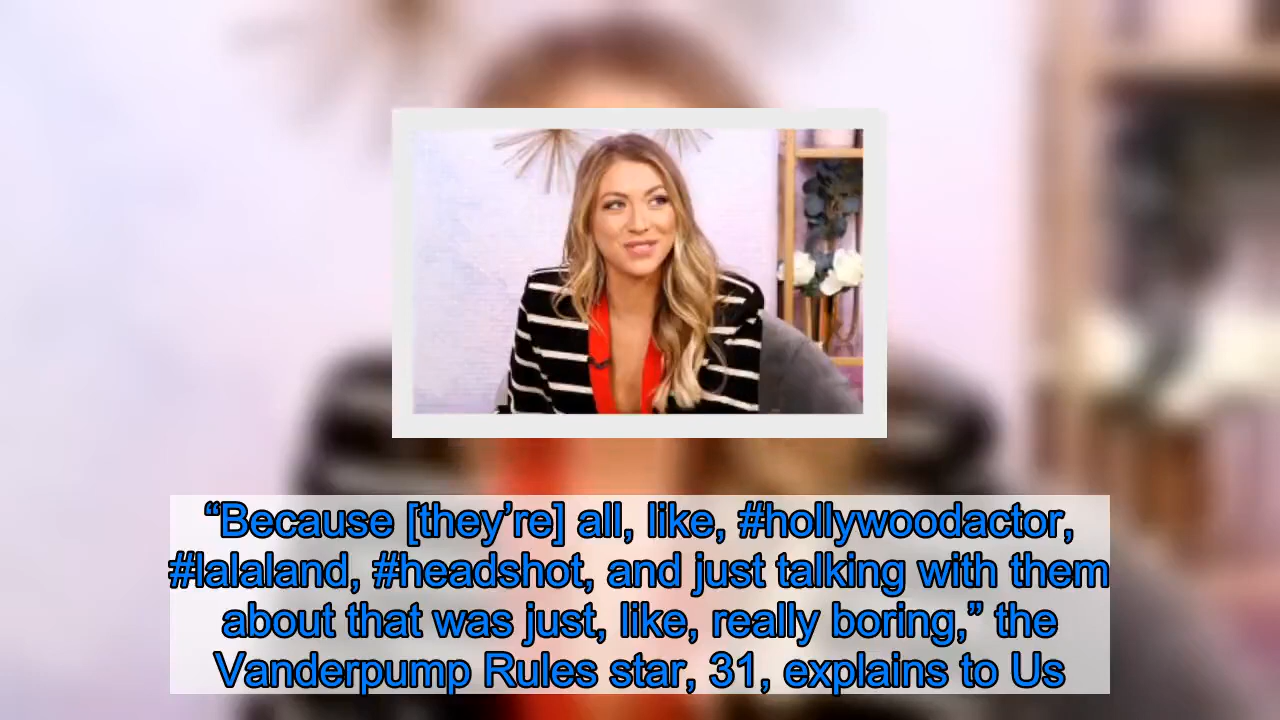 “Because [they’re] all, like, #hollywoodactor,
#lalaland, #headshot, and just talking with them
about that was just, like, really boring,” the
Vanderpump Rules star, 31, explains to Us